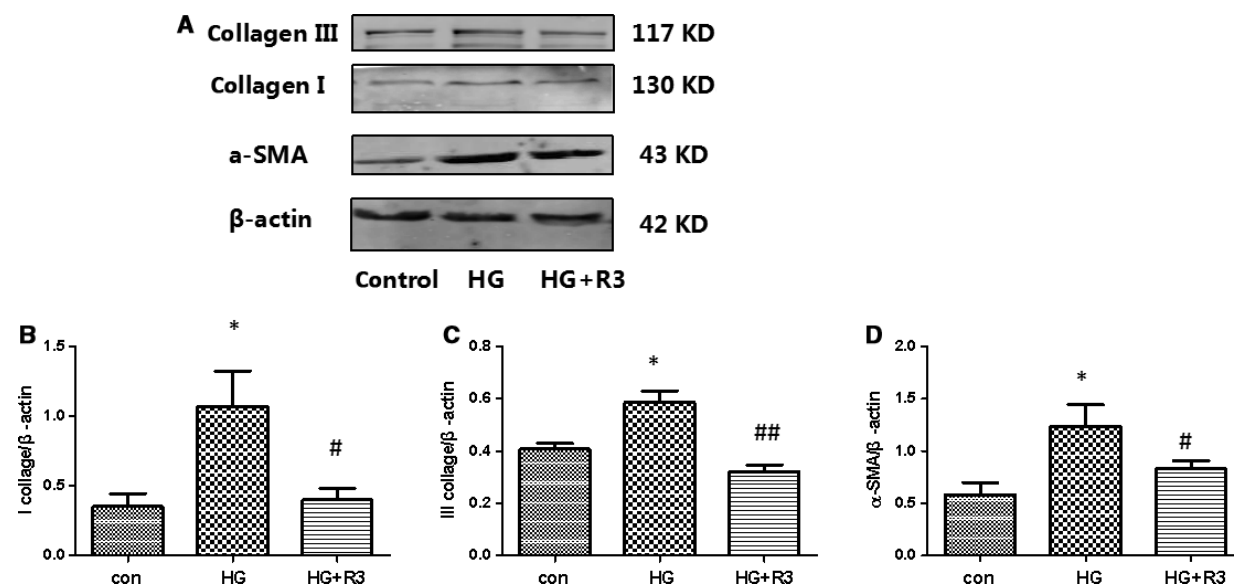 A
Collagen III
117 KD
Collagen I
130 KD
a-SMA
43 KD
β-actin
42 KD
Control HG HG+R3
B
I collage/β -actin
1.5
1.0
0.5
0.0
*
#
con HG HG+R3
C
III collage/β -actin
0.8
0.6
0.4
0.2
0.0
*
##
con HG HG+R3
D
α-SMA/β -actin
2.0
1.5
1.0
0.5
0.0
*
#
con HG HG+R3